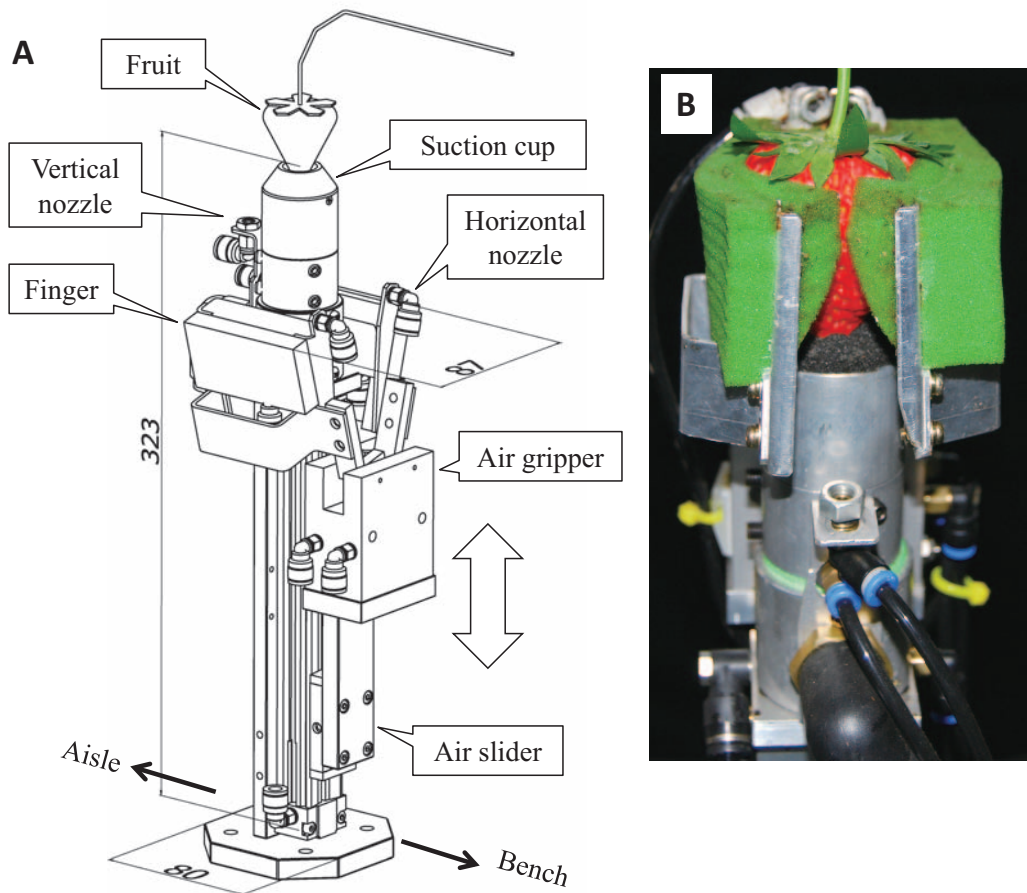 A
Fruit
B
Suction cup
Vertical
nozzle
Horizontal
nozzle
Finger
87
323
Air gripper
Air slider
Aisle
Bench
80